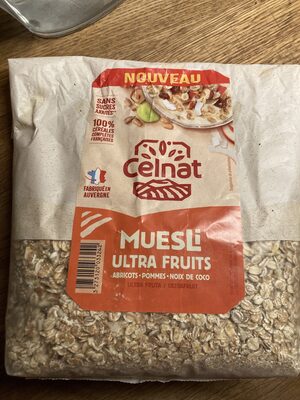 NOUVEAU
SANS
SUCRES
AJOUTÉS
100%
CÉRÉALES
COMPLÈTES
FRANÇAISES
Celnat
FABRIQUÉ EN
AUVERGNE
MUESLi
ULTRA FRUITS
ABRICOTS - POMMES - NOIX DE COCO